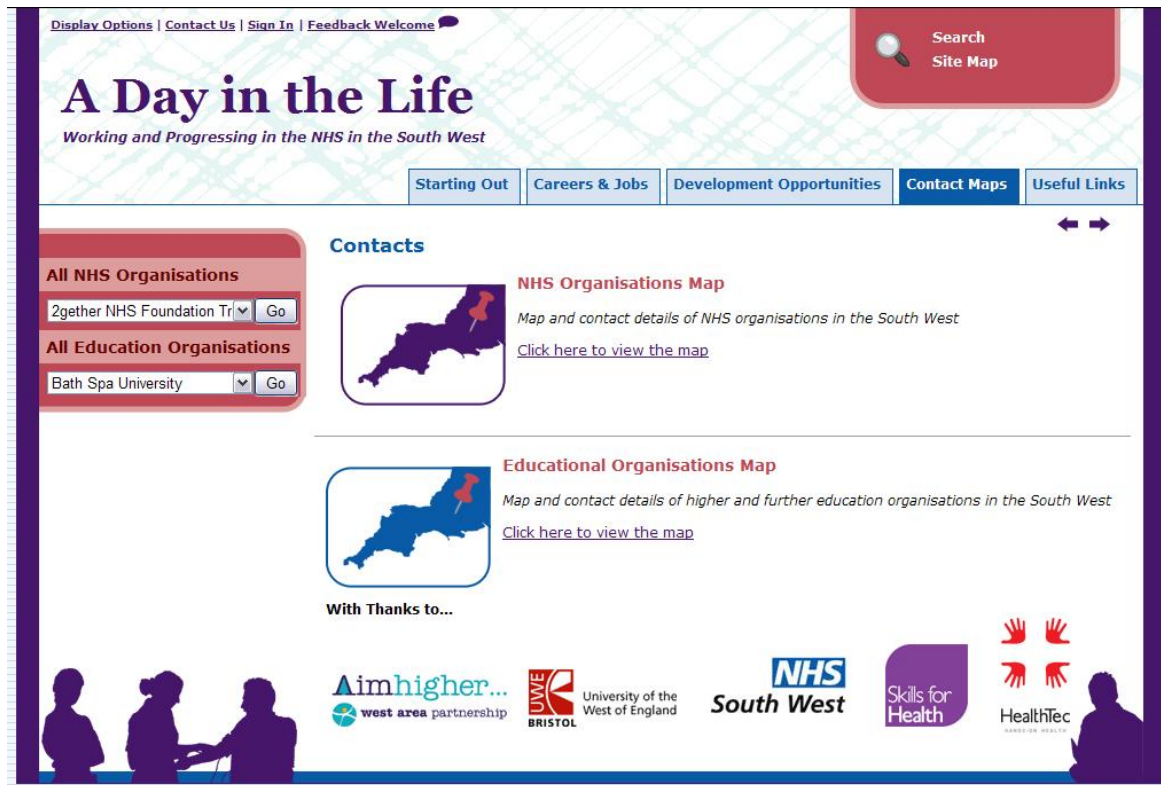 Display Options | Contact Us | Sign In | Feedback Welcome
Search
Site Map
A Day in the Life
Working and Progressing in the NHS in the South West
Starting Out
Careers & Jobs
Development Opportunities
Contact Maps
Useful Links
All NHS Organisations
2gether NHS Foundation Tr
Go
All Education Organisations
Bath Spa University
Go
Contacts
NHS Organisations Map
Map and contact details of NHS organisations in the South West
Click here to view the map
Educational Organisations Map
Map and contact details of higher and further education organisations in the South West
Click here to view the map
With Thanks to...
Aimhigher...
west area partnership
UWE
BRISTOL
University of the
West of England
NHS
South West
Skills for
Health
HealthTec
HANDS-ON HEALTH